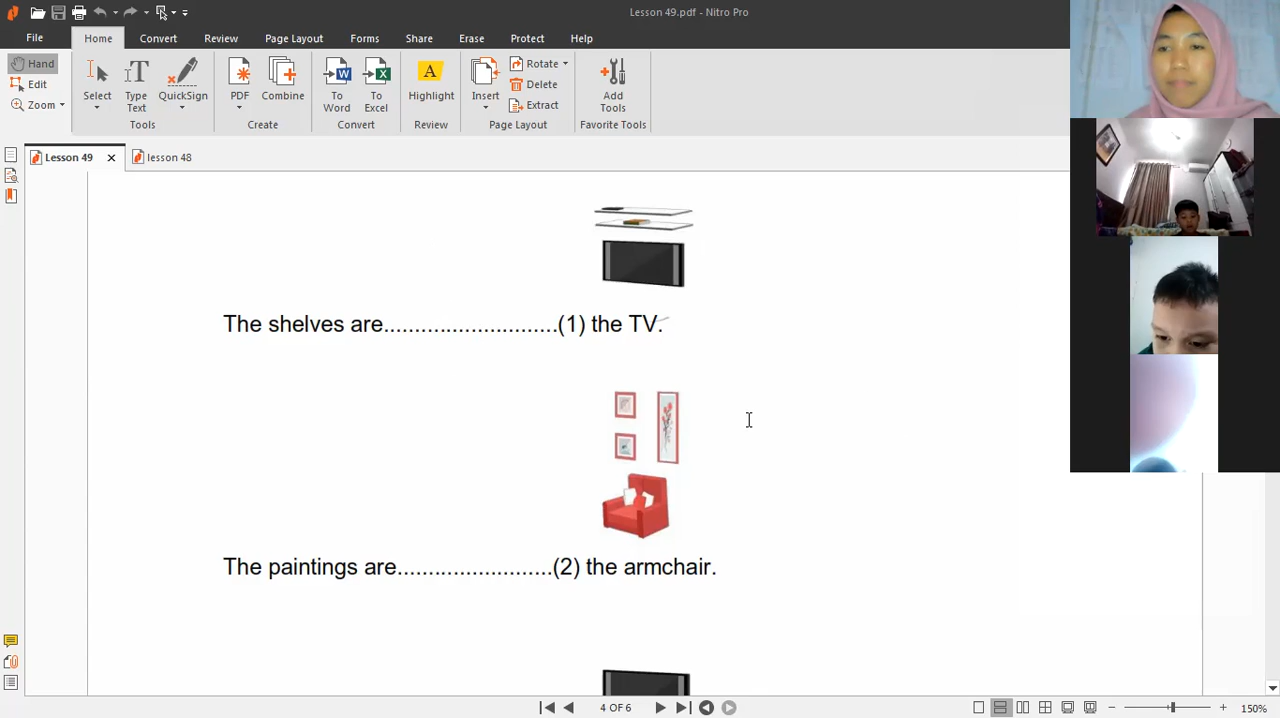 Lesson 49.pdf - Nitro Pro
File Home Convert Review Page Layout Forms Share Erase Protect Help
Hand
Edit
Zoom
Select
Type Text
QuickSign
Tools
PDF
Combine
Create
To Word
To Excel
Convert
Highlight
Review
Insert
Rotate
Delete
Extract
Page Layout
Add Tools
Favorite Tools
Lesson 49
lesson 48
The shelves are............................(1) the TV.
The paintings are.........................(2) the armchair.
4 OF 6
150%